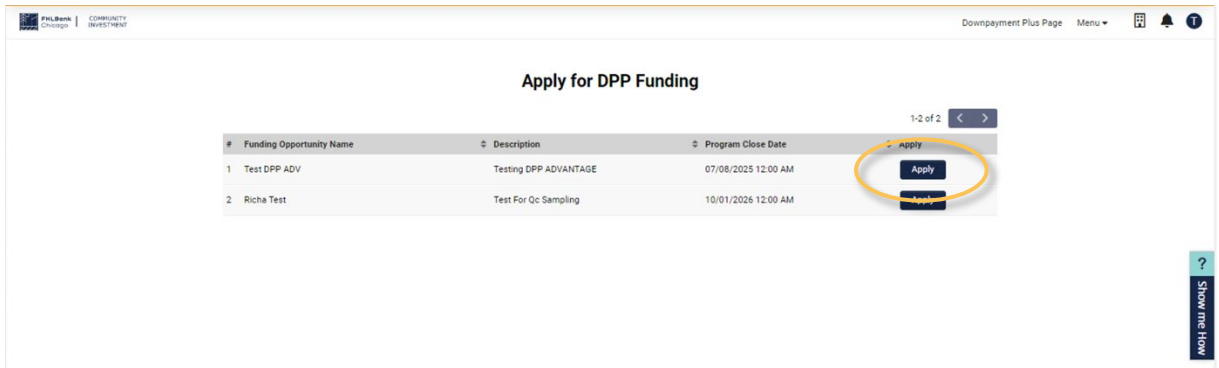 FHLBank Chicago | COMMUNITY INVESTMENT
Downpayment Plus Page Menu
T
Apply for DPP Funding
1-2 of 2
# Funding Opportunity Name Description Program Close Date Apply
1 Test DPP ADV Testing DPP ADVANTAGE 07/08/2025 12:00 AM Apply
2 Richa Test Test For Qc Sampling 10/01/2026 12:00 AM Apply
? Show me How